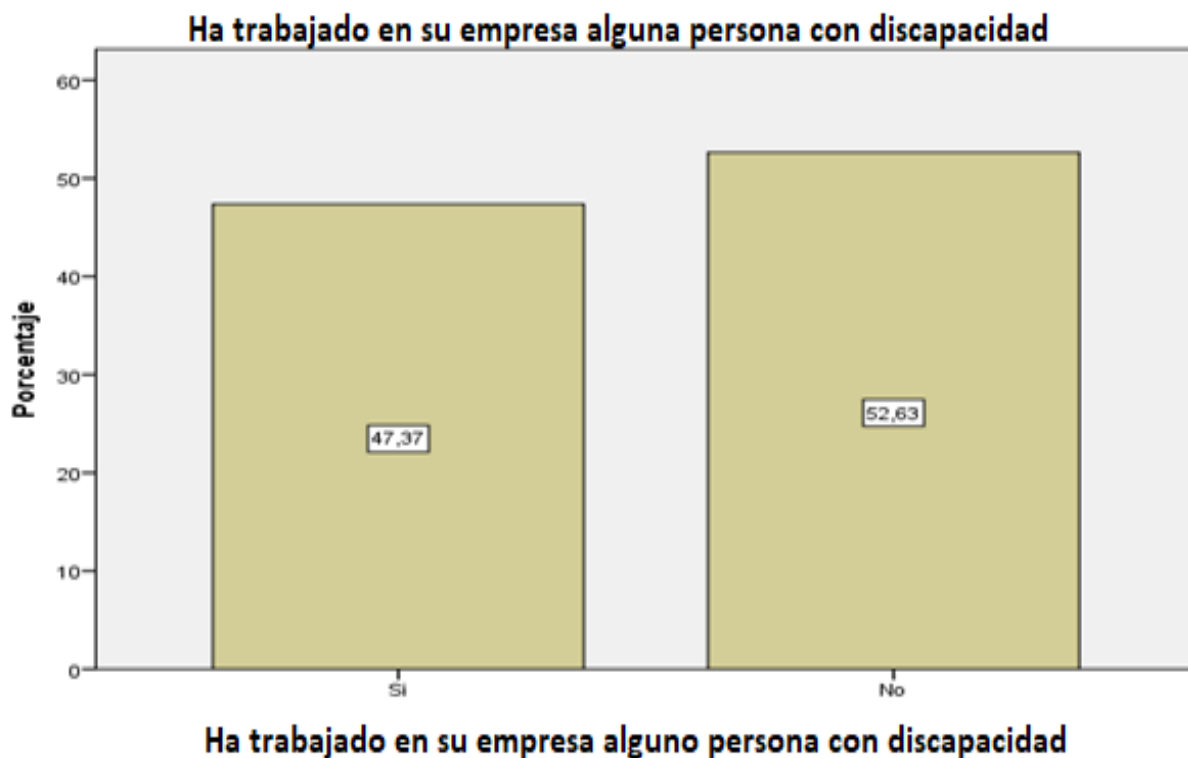 Ha trabajado en su empresa alguna persona con discapacidad
60
50
40
30
20
10
0
Porcentaje
47,37
52,63
Si
No
Ha trabajado en su empresa alguno persona con discapacidad